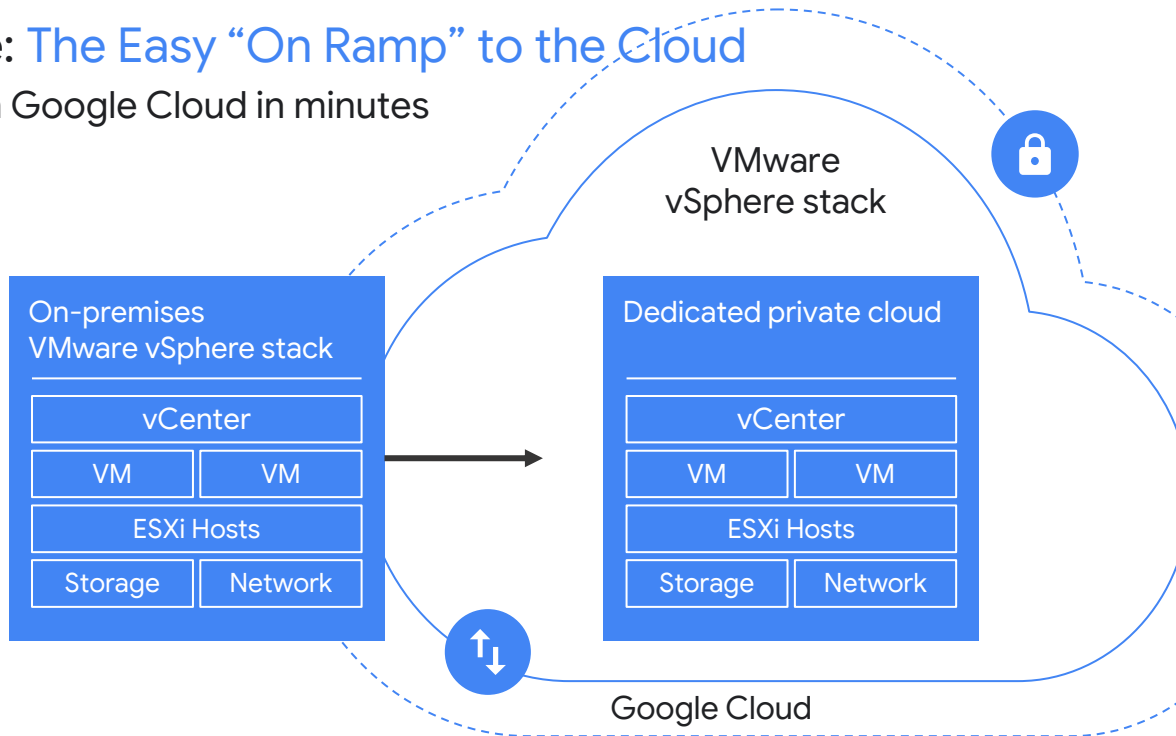 e: The Easy “On Ramp” to the Cloud
Google Cloud in minutes
VMware
vSphere stack
On-premises
VMware vSphere stack
vCenter
VM VM
ESXi Hosts
Storage Network
Dedicated private cloud
vCenter
VM VM
ESXi Hosts
Storage Network
Google Cloud